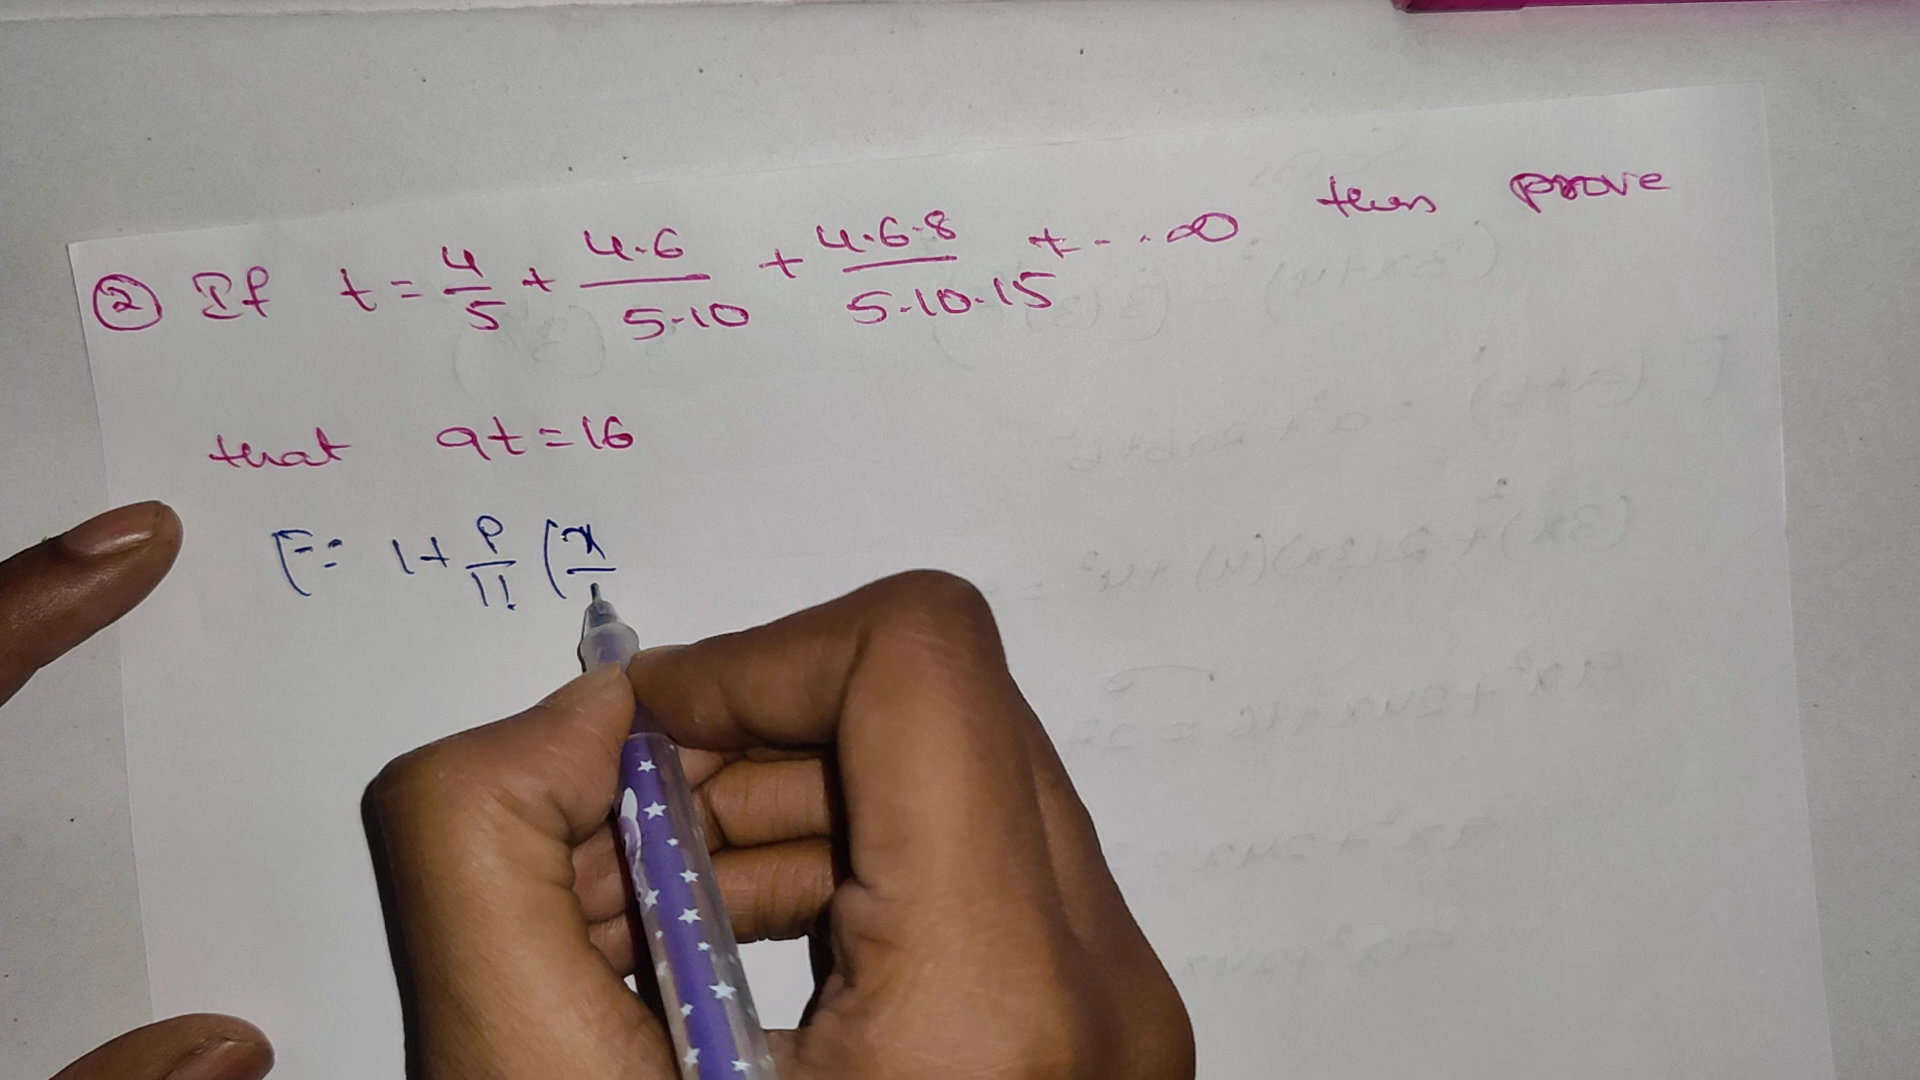 ② If t = 4/5 + 4.6/5.10 + 4.6.8/5.10.15 + - - . ∞ then prove
that 9t = 16
F = 1 + P/1! (x/